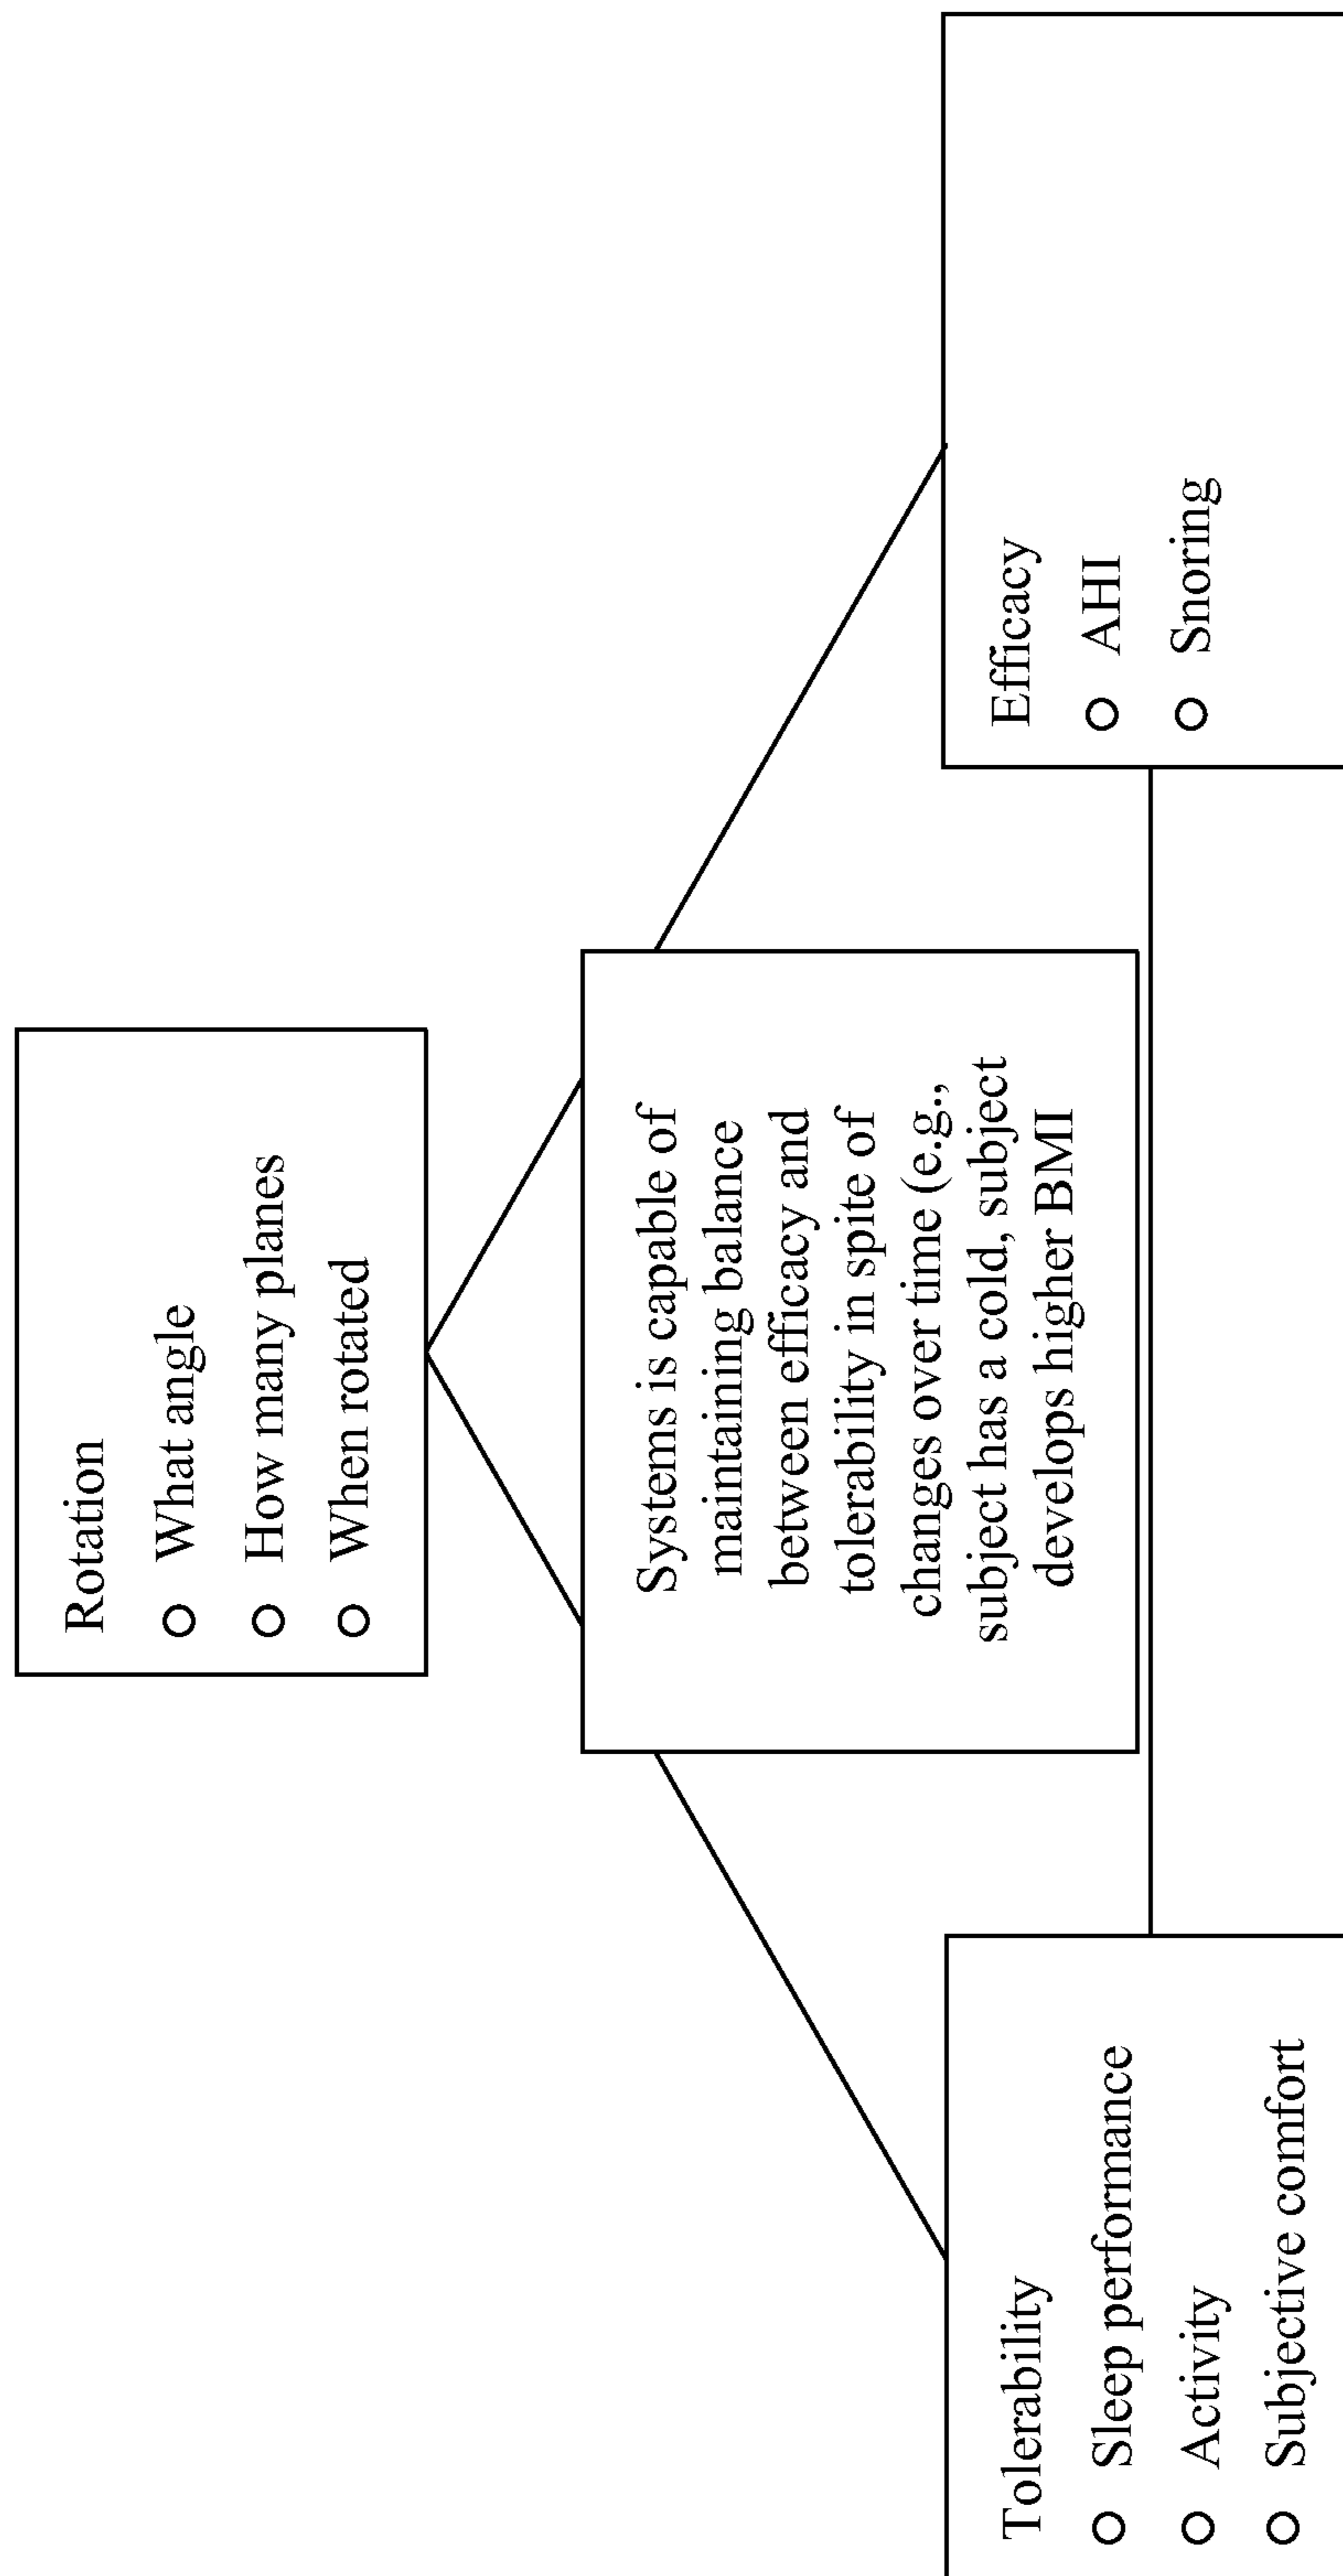 Rotation
○ What angle
○ How many planes
○ When rotated
Systems is capable of
maintaining balance
between efficacy and
tolerability in spite of
changes over time (e.g.,
subject has a cold, subject
develops higher BMI
Tolerability
○ Sleep performance
○ Activity
○ Subjective comfort
Efficacy
○ AHI
○ Snoring